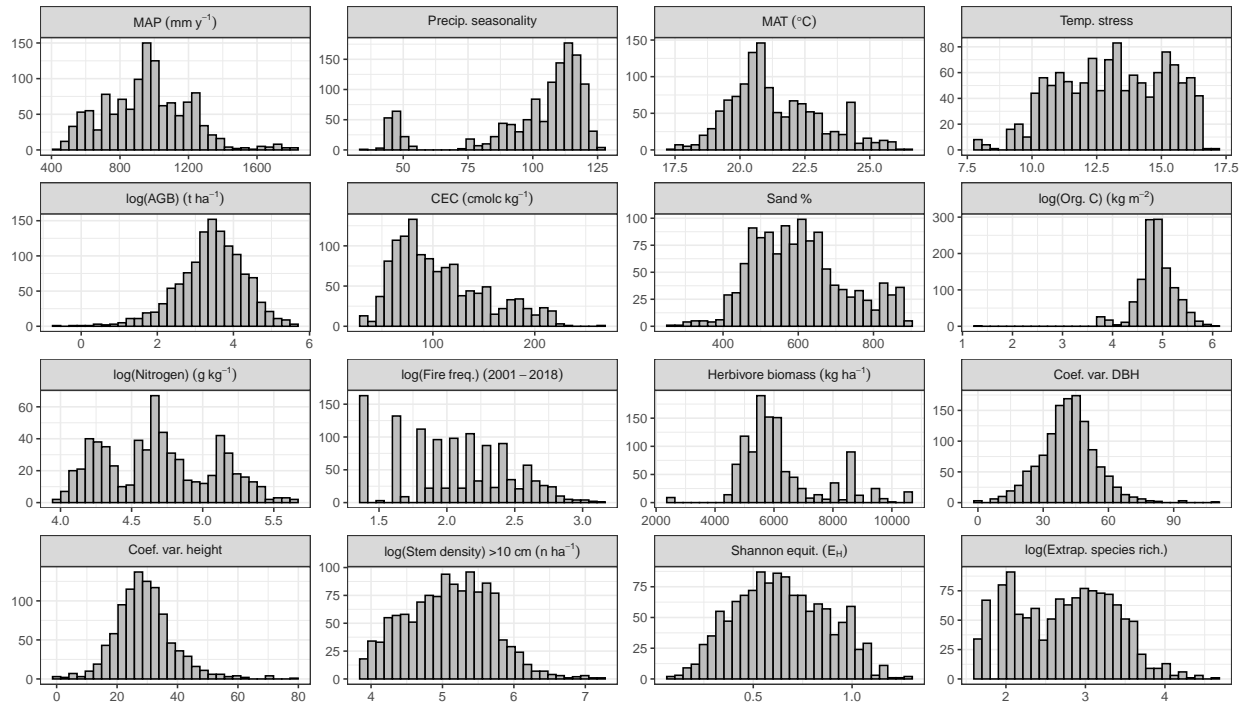 MAP (mm y⁻¹)
Precip. seasonality
MAT (°C)
Temp. stress
150
100
50
0
400 800 1200 1600
150
100
50
0
50 75 100 125
150
100
50
0
17.5 20.0 22.5 25.0
80
60
40
20
0
7.5 10.0 12.5 15.0 17.5
log(AGB) (t ha⁻¹)
CEC (cmolc kg⁻¹)
Sand %
log(Org. C) (kg m⁻²)
150
100
50
0
0 2 4 6
100
50
0
100 200
100
75
50
25
0
400 600 800
300
200
100
0
1 2 3 4 5 6
log(Nitrogen) (g kg⁻¹)
log(Fire freq.) (2001 − 2018)
Herbivore biomass (kg ha⁻¹)
Coef. var. DBH
60
40
20
0
4.0 4.5 5.0 5.5
150
100
50
0
1.5 2.0 2.5 3.0
150
100
50
0
2000 4000 6000 8000 10000
150
100
50
0
0 30 60 90
Coef. var. height
log(Stem density) >10 cm (n ha⁻¹)
Shannon equit. (E_H)
log(Extrap. species rich.)
100
50
0
0 20 40 60 80
100
75
50
25
0
4 5 6 7
75
50
25
0
0.5 1.0
75
50
25
0
2 3 4